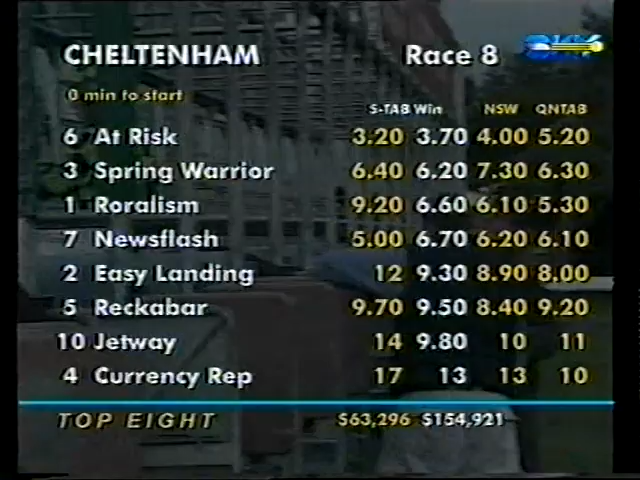 CHELTENHAM Race 8 SKY
0 min to start
S-TAB Win NSW QNTAB
6 At Risk 3.20 3.70 4.00 5.20
3 Spring Warrior 6.40 6.20 7.30 6.30
1 Roralism 9.20 6.60 6.10 5.30
7 Newsflash 5.00 6.70 6.20 6.10
2 Easy Landing 12 9.30 8.90 8.00
5 Reckabar 9.70 9.50 8.40 9.20
10 Jetway 14 9.80 10 11
4 Currency Rep 17 13 13 10
TOP EIGHT $63,296 $154,921